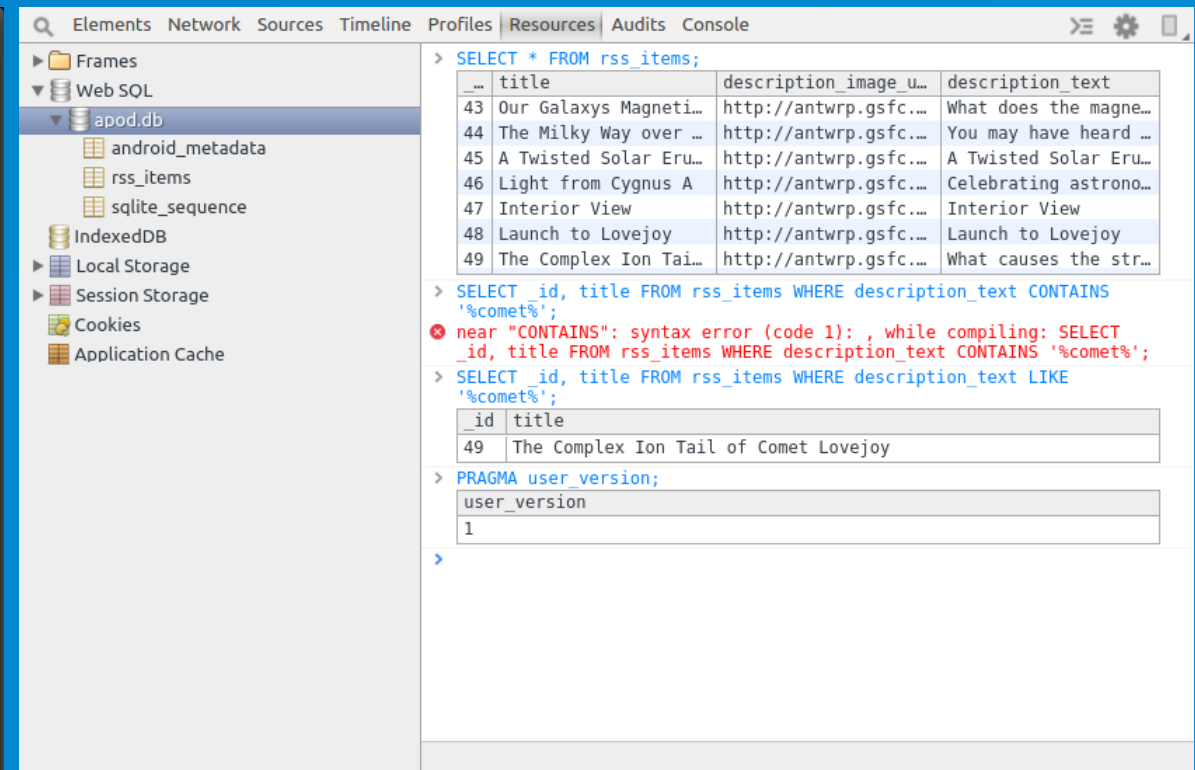 Elements Network Sources Timeline Profiles Resources Audits Console
Frames
Web SQL
apod.db
android_metadata
rss_items
sqlite_sequence
IndexedDB
Local Storage
Session Storage
Cookies
Application Cache
> SELECT * FROM rss_items;
_… title description_image_u… description_text
43 Our Galaxys Magneti… http://antwrp.gsfc.… What does the magne…
44 The Milky Way over … http://antwrp.gsfc.… You may have heard …
45 A Twisted Solar Eru… http://antwrp.gsfc.… A Twisted Solar Eru…
46 Light from Cygnus A http://antwrp.gsfc.… Celebrating astrono…
47 Interior View http://antwrp.gsfc.… Interior View
48 Launch to Lovejoy http://antwrp.gsfc.… Launch to Lovejoy
49 The Complex Ion Tai… http://antwrp.gsfc.… What causes the str…
> SELECT _id, title FROM rss_items WHERE description_text CONTAINS
'%comet%';
near "CONTAINS": syntax error (code 1): , while compiling: SELECT
_id, title FROM rss_items WHERE description_text CONTAINS '%comet%';
> SELECT _id, title FROM rss_items WHERE description_text LIKE
'%comet%';
_id title
49 The Complex Ion Tail of Comet Lovejoy
> PRAGMA user_version;
user_version
1
>